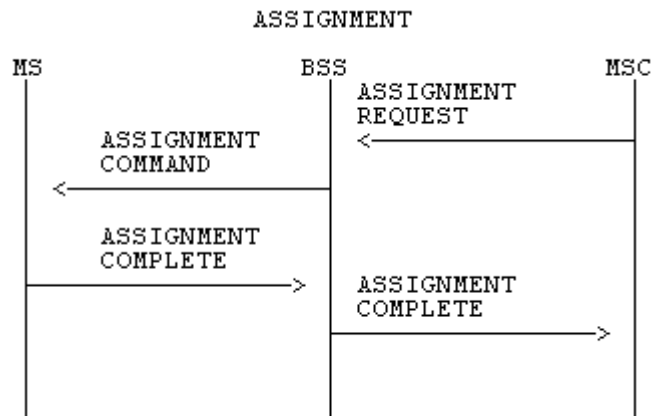 ASSIGNMENT
MS BSS MSC
ASSIGNMENT
REQUEST
ASSIGNMENT
COMMAND
ASSIGNMENT
COMPLETE
ASSIGNMENT
COMPLETE